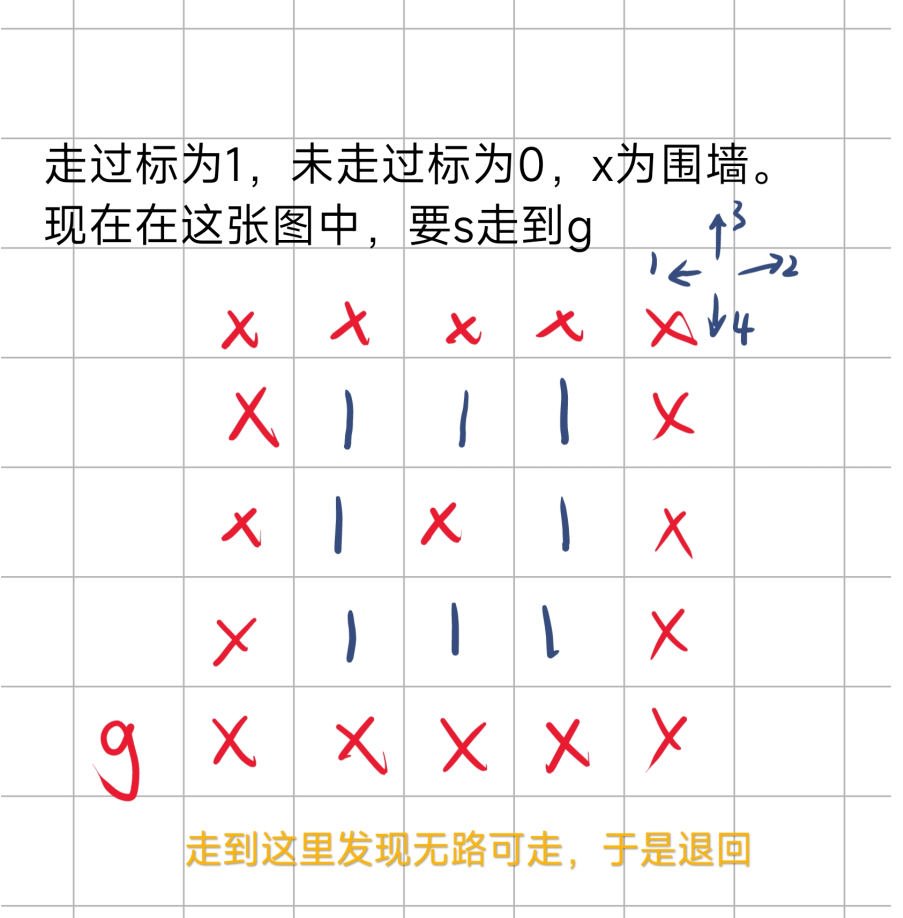 走过标为1，未走过标为0，x为围墙。
现在在这张图中，要s走到g
3
1 ← → 2
4
x x x x x
x 1 1 1 x
x 1 x 1 x
x 1 1 1 x
g x x x x x
走到这里发现无路可走，于是退回